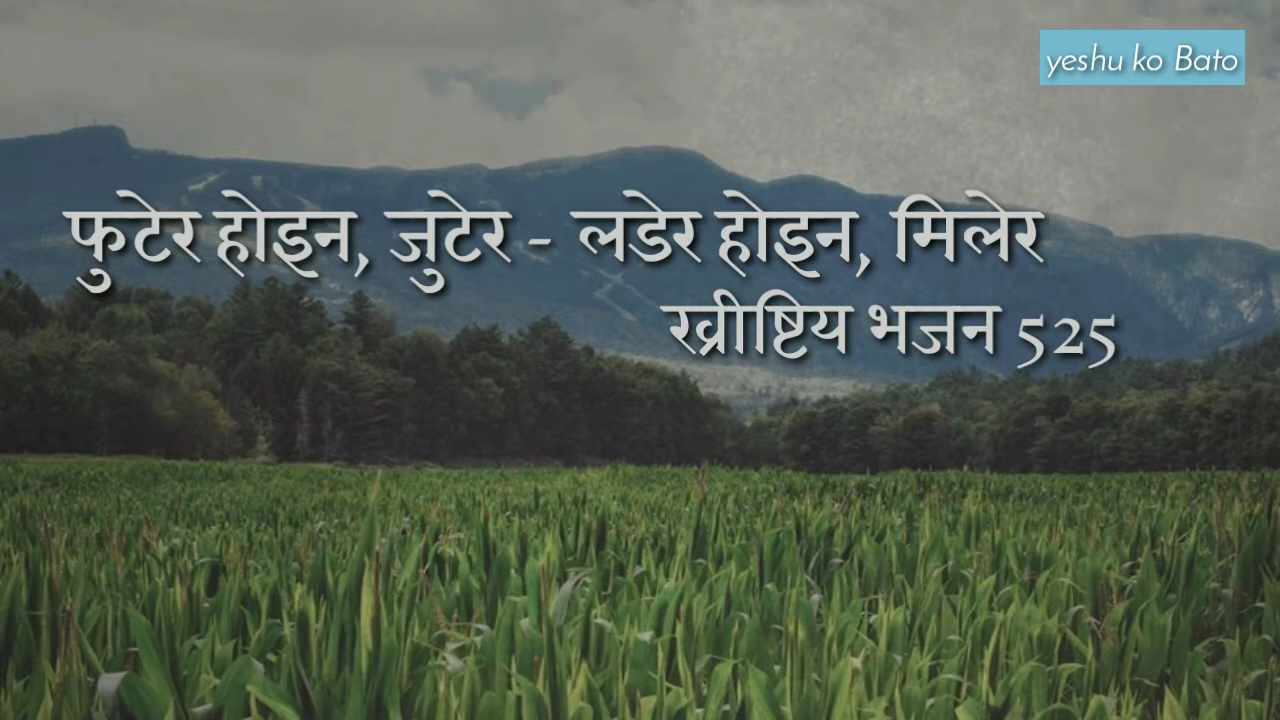 yeshu ko Bato
फुटेर होइन, जुटेर - लडेर होइन, मिलेर
ख्रीष्टिय भजन 525